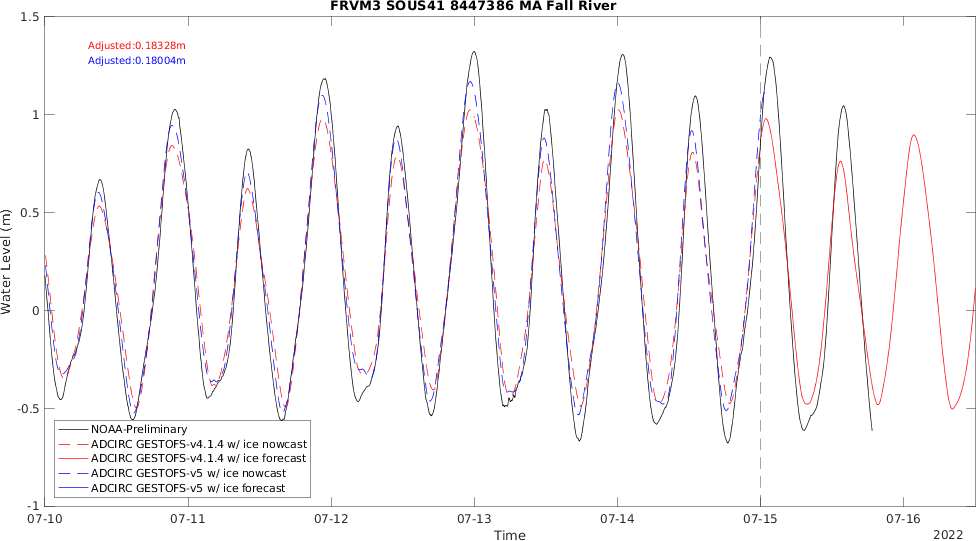 FRVM3 SOUS41 8447386 MA Fall River
Adjusted:0.18328m
Adjusted:0.18004m
1.5
1
0.5
0
-0.5
-1
Water Level (m)
NOAA-Preliminary
ADCIRC GESTOFS-v4.1.4 w/ ice nowcast
ADCIRC GESTOFS-v4.1.4 w/ ice forecast
ADCIRC GESTOFS-v5 w/ ice nowcast
ADCIRC GESTOFS-v5 w/ ice forecast
07-10 07-11 07-12 07-13 07-14 07-15 07-16
Time
2022